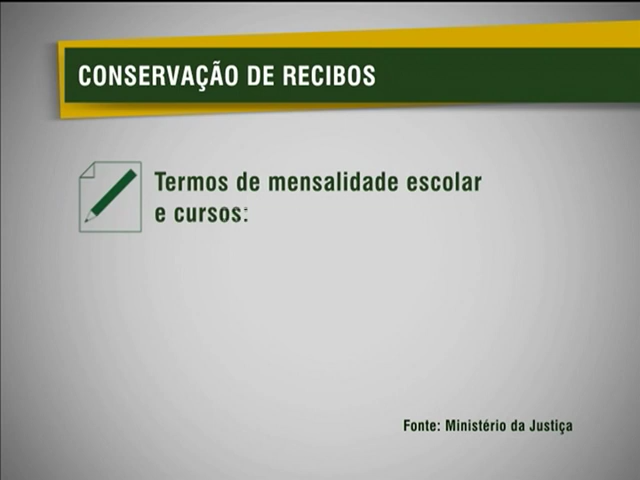 CONSERVAÇÃO DE RECIBOS
Termos de mensalidade escolar
e cursos:
Fonte: Ministério da Justiça